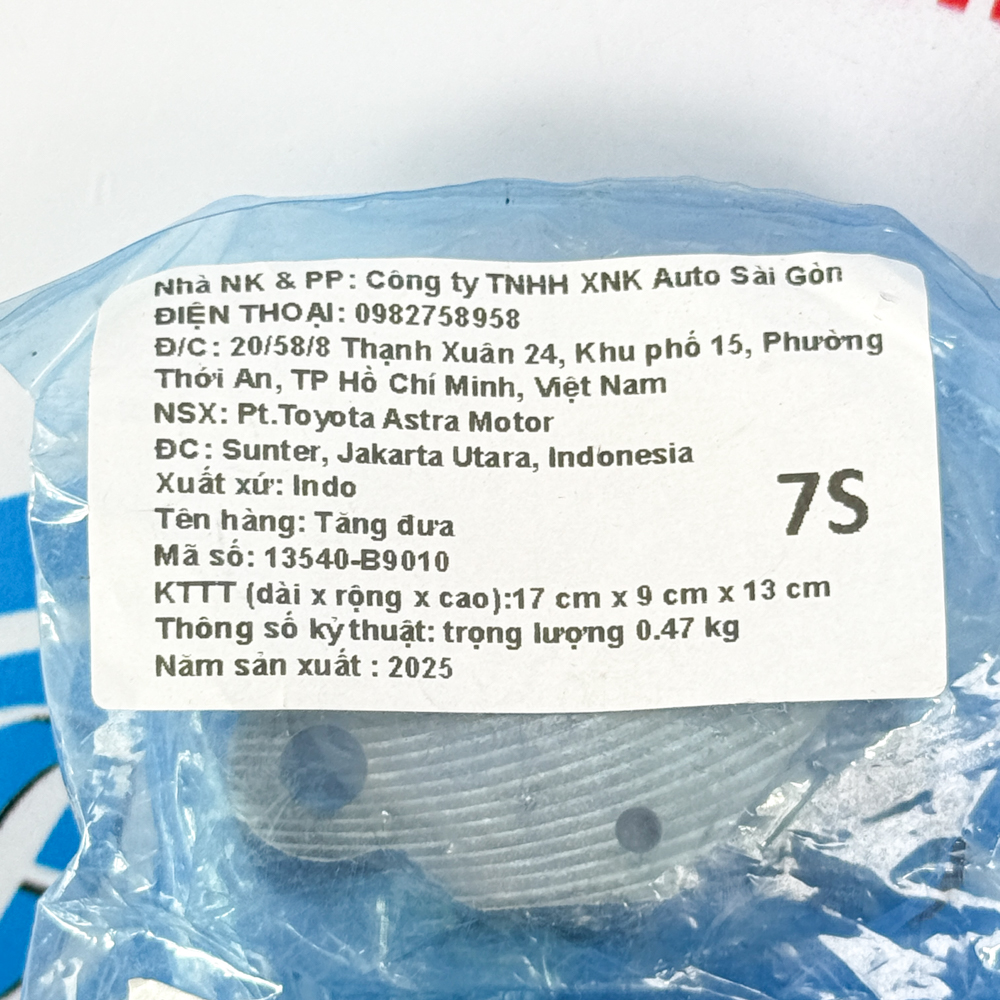 Nhà NK & PP: Công ty TNHH XNK Auto Sài Gòn
ĐIỆN THOẠI: 0982758958
Đ/C: 20/58/8 Thạnh Xuân 24, Khu phố 15, Phường
Thới An, TP Hồ Chí Minh, Việt Nam
NSX: Pt.Toyota Astra Motor
ĐC: Sunter, Jakarta Utara, Indonesia
Xuất xứ: Indo
7S
Tên hàng: Tăng đưa
Mã số: 13540-B9010
KTTT (dài x rộng x cao):17 cm x 9 cm x 13 cm
Thông số kỹ thuật: trọng lượng 0.47 kg
Năm sản xuất : 2025